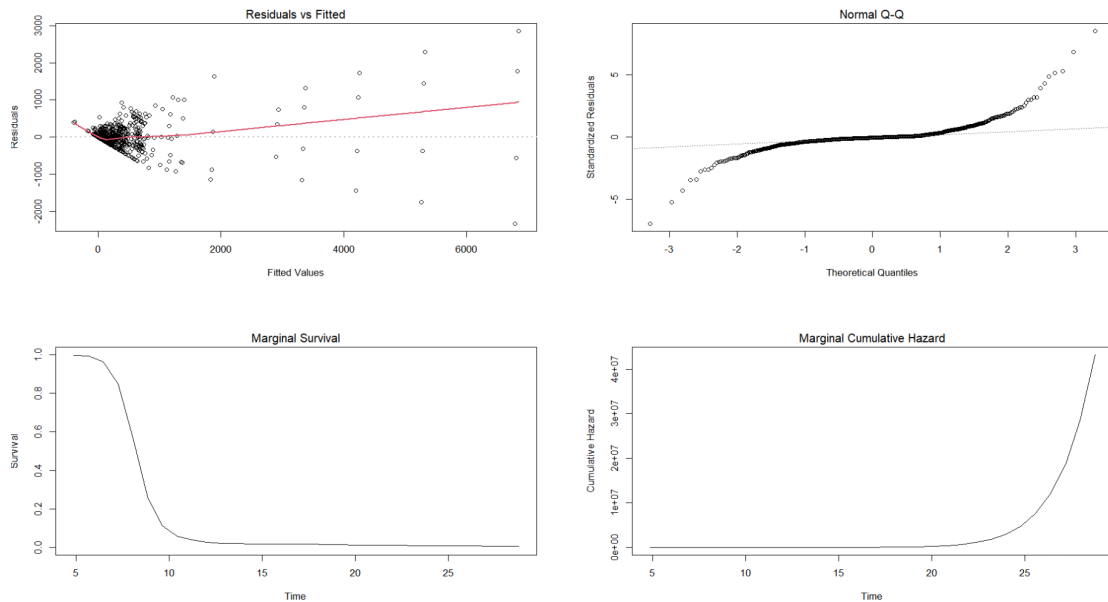 Residuals vs Fitted
3000
2000
1000
0
-1000
-2000
Residuals
0 2000 4000 6000
Fitted Values
Normal Q-Q
5
0
-5
Standardized Residuals
-3 -2 -1 0 1 2 3
Theoretical Quantiles
Marginal Survival
1.0
0.8
0.6
0.4
0.2
0.0
Survival
5 10 15 20 25
Time
Marginal Cumulative Hazard
4e+07
3e+07
2e+07
1e+07
0e+00
Cumulative Hazard
5 10 15 20 25
Time